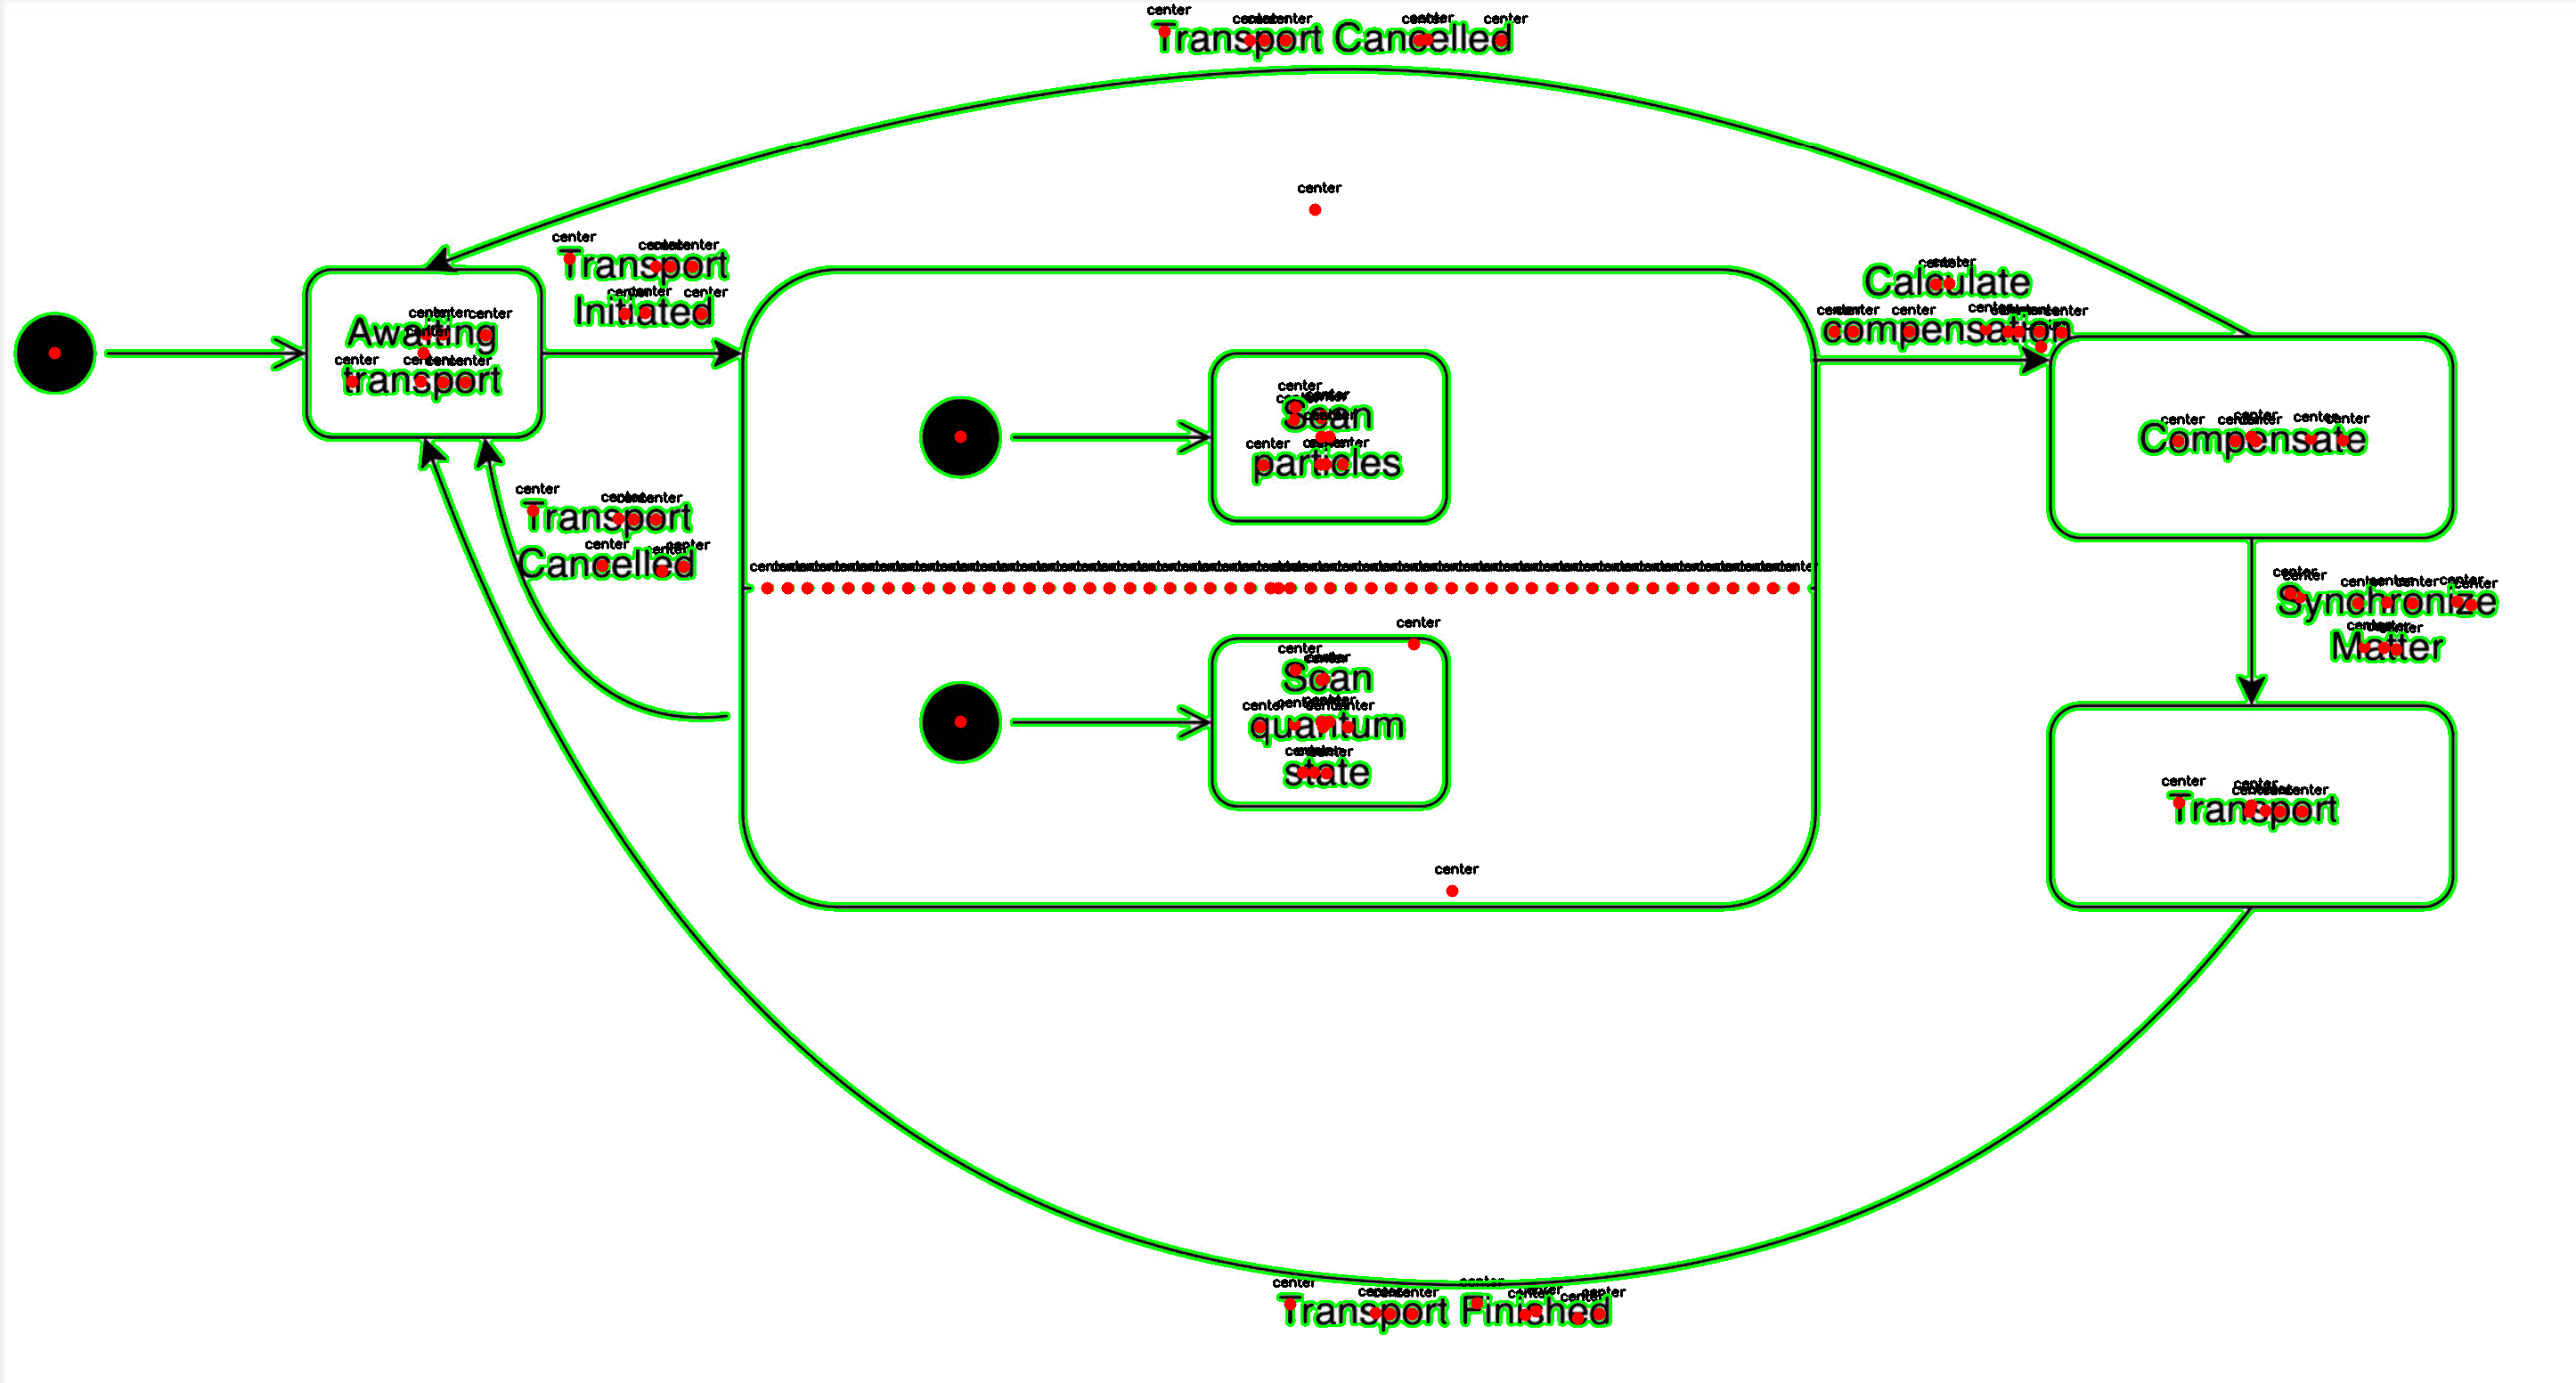 Transport Cancelled
Transport
Initiated
Awaiting
transport
Calculate
compensation
Scan
particles
Compensate
Transport
Cancelled
Synchronize
Matter
Scan
quantum
state
Transport
Transport Finished
center